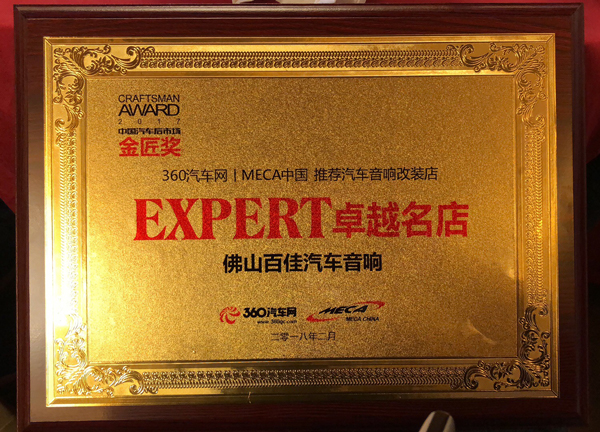 CRAFTSMAN
AWARD
2017
中国汽车后市场
金匠奖
360汽车网 | MECA中国 推荐汽车音响改装店
EXPERT卓越名店
佛山百佳汽车音响
360汽车网
www.360qc.com
MECA
MECA CHINA
二零一八年二月